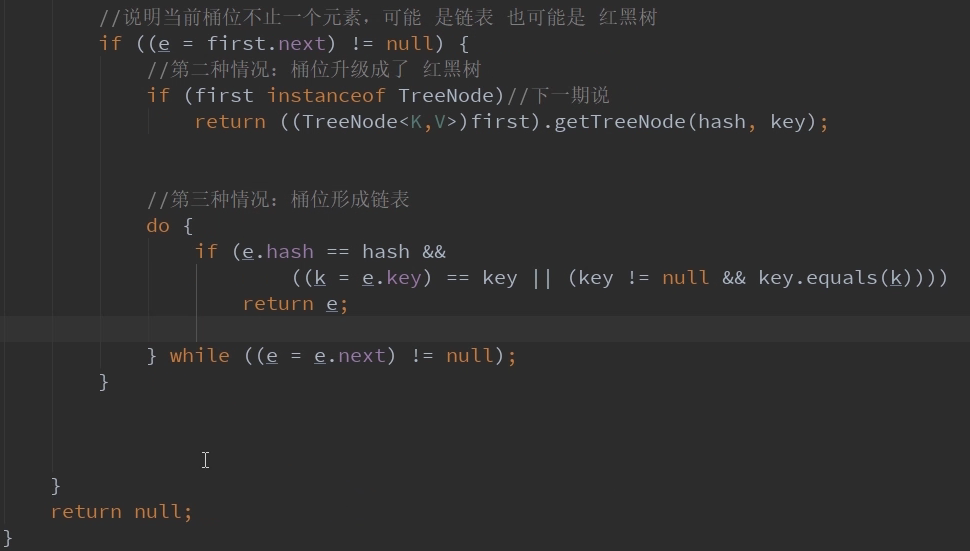 //说明当前桶位不止一个元素，可能 是链表 也可能是 红黑树
if ((e = first.next) != null) {
//第二种情况：桶位升级成了 红黑树
if (first instanceof TreeNode)//下一期说
return ((TreeNode<K,V>)first).getTreeNode(hash, key);
//第三种情况：桶位形成链表
do {
if (e.hash == hash &&
((k = e.key) == key || (key != null && key.equals(k))))
return e;
} while ((e = e.next) != null);
}
}
return null;
}